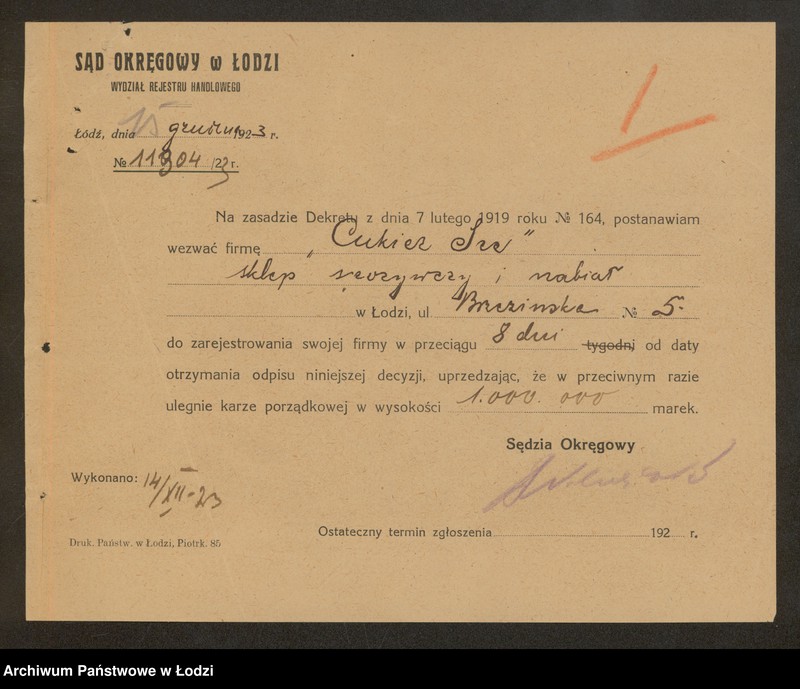 SĄD OKRĘGOWY w ŁODZI
WYDZIAŁ REJESTRU HANDLOWEGO
1
Łódź, dnia 15 grudnia 1923 r.
№ 11904 /23 r.
Na zasadzie Dekretu z dnia 7 lutego 1919 roku № 164, postanawiam
wezwać firmę „Cukier
sklep spożywczy i nabiał
w Łodzi, ul Brzezinska № 5.
do zarejestrowania swojej firmy w przeciągu 8 dni tygodni od daty
otrzymania odpisu niniejszej decyzji, uprzedzając, że w przeciwnym razie
ulegnie karze porządkowej w wysokości 1.000.000 marek.
Sędzia Okręgowy
Wykonano: 14/XII-23
Ostateczny termin zgłoszenia 192 r.
Druk. Państw. w Łodzi, Piotrk. 85
Archiwum Państwowe w Łodzi